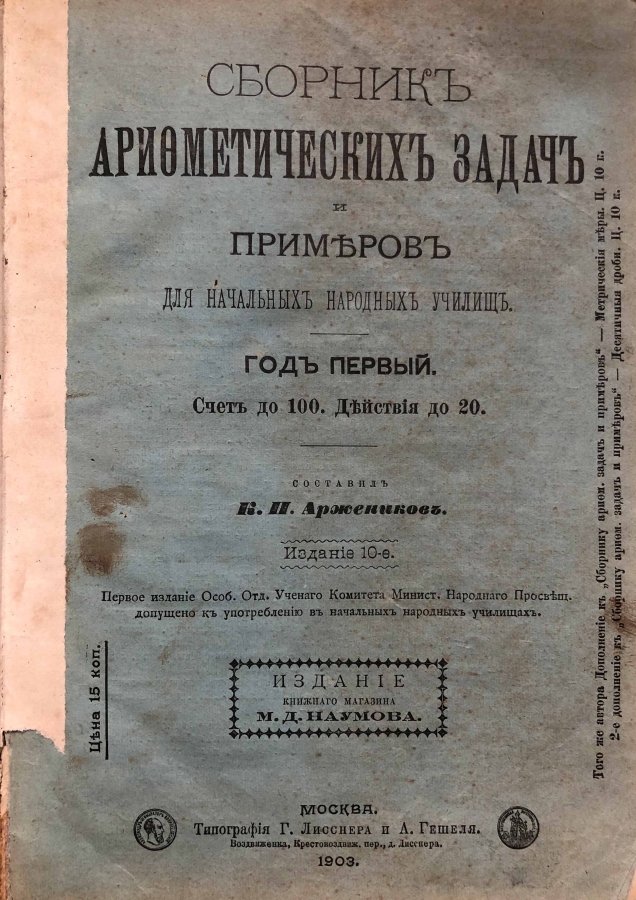 СБОРНИКЪ
АРИѲМЕТИЧЕСКИХЪ ЗАДАЧЪ
И
ПРИМѢРОВЪ
ДЛЯ НАЧАЛЬНЫХЪ НАРОДНЫХЪ УЧИЛИЩЪ.
ГОДЪ ПЕРВЫЙ.
Счетъ до 100. Дѣйствія до 20.
СОСТАВИЛЪ
К. П. Аржениковъ.
Изданіе 10-е.
Первое изданіе Особ. Отд. Ученаго Комитета Минист. Народнаго Просвѣщ.
допущено къ употребленію въ начальныхъ народныхъ училищахъ.
Цѣна 15 коп.
ИЗДАНІЕ
КНИЖНАГО МАГАЗИНА
М. Д. НАУМОВА.
МОСКВА.
Типографія Г. Лисснера и А. Гешеля.
Воздвиженка, Крестовоздвиж. пер., д. Лисснера.
1903.
Того же автора Дополненіе къ „Сборнику ариѳм. задачъ и примѣровъ“ — Метрическія мѣры. Ц. 10 к.
2-е дополненіе къ „Сборнику ариѳм. задачъ и примѣровъ“ — Десятичныя дроби. Ц. 10 к.